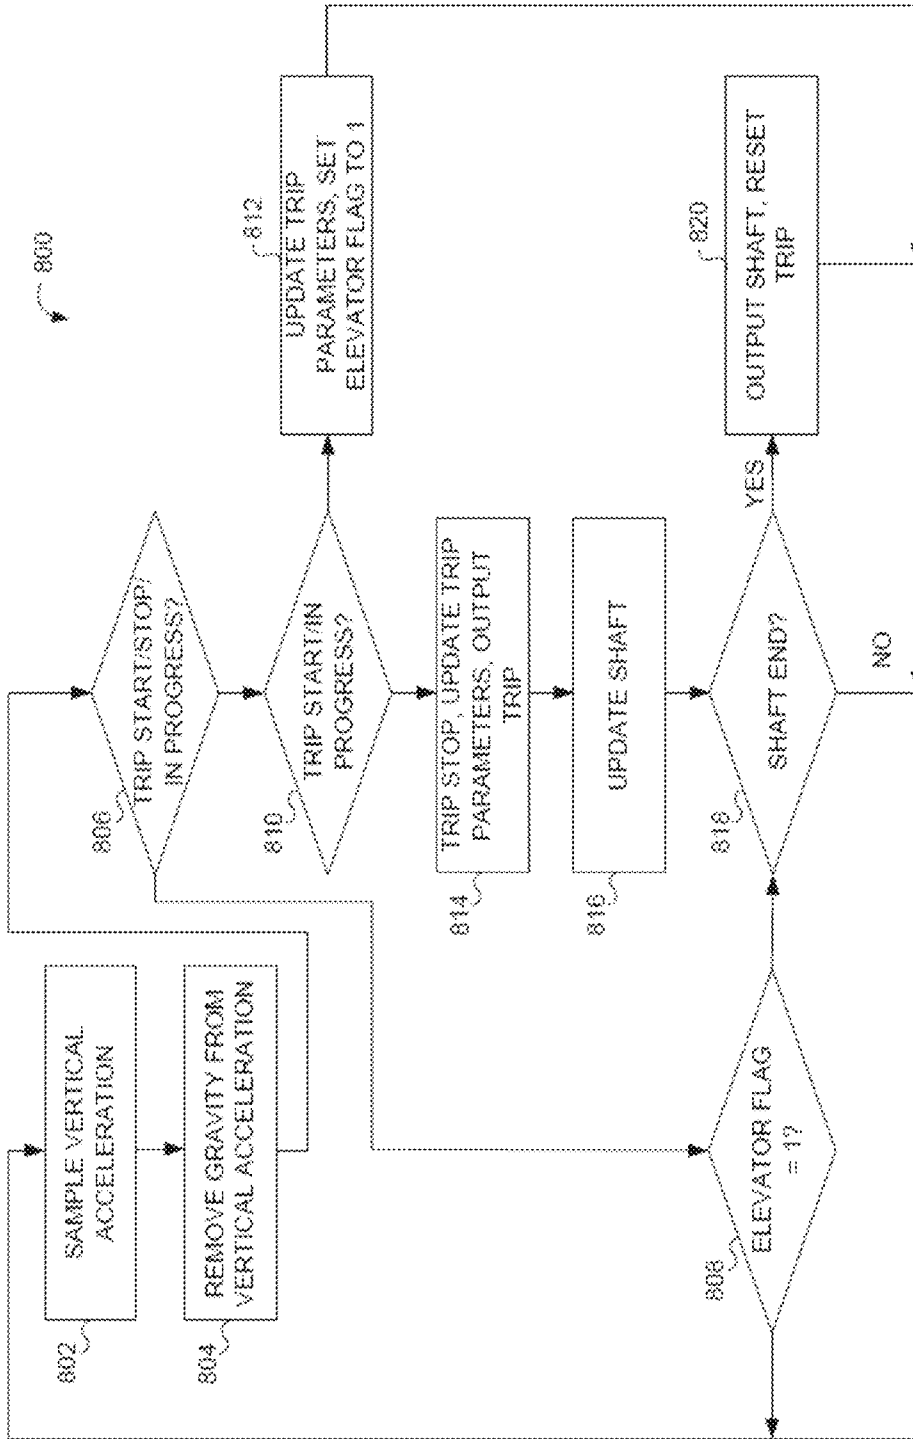 800
802
SAMPLE VERTICAL
ACCELERATION
804
REMOVE GRAVITY FROM
VERTICAL ACCELERATION
806
TRIP START/STOP/
IN PROGRESS?
810
TRIP START/IN
PROGRESS?
812
UPDATE TRIP
PARAMETERS, SET
ELEVATOR FLAG TO 1
814
TRIP STOP, UPDATE TRIP
PARAMETERS, OUTPUT
TRIP
816
UPDATE SHAFT
808
ELEVATOR FLAG
= 1?
818
SHAFT END?
YES
NO
820
OUTPUT SHAFT, RESET
TRIP